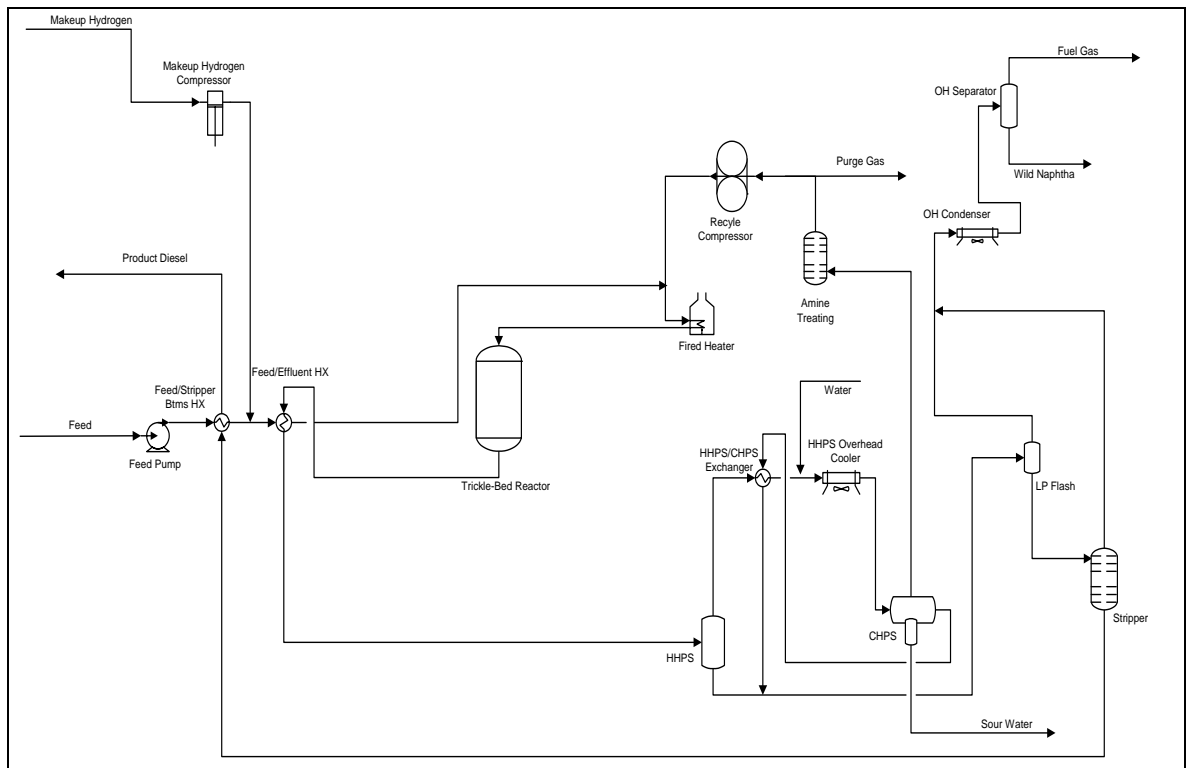 Makeup Hydrogen
Makeup Hydrogen
Compressor
Fuel Gas
OH Separator
Wild Naphtha
Purge Gas
Recyle
Compressor
OH Condenser
Product Diesel
Amine
Treating
Fired Heater
Feed/Effluent HX
Feed/Stripper
Btms HX
Water
Feed
Feed Pump
HHPS/CHPS
Exchanger
HHPS Overhead
Cooler
Trickle-Bed Reactor
LP Flash
Stripper
CHPS
HHPS
Sour Water